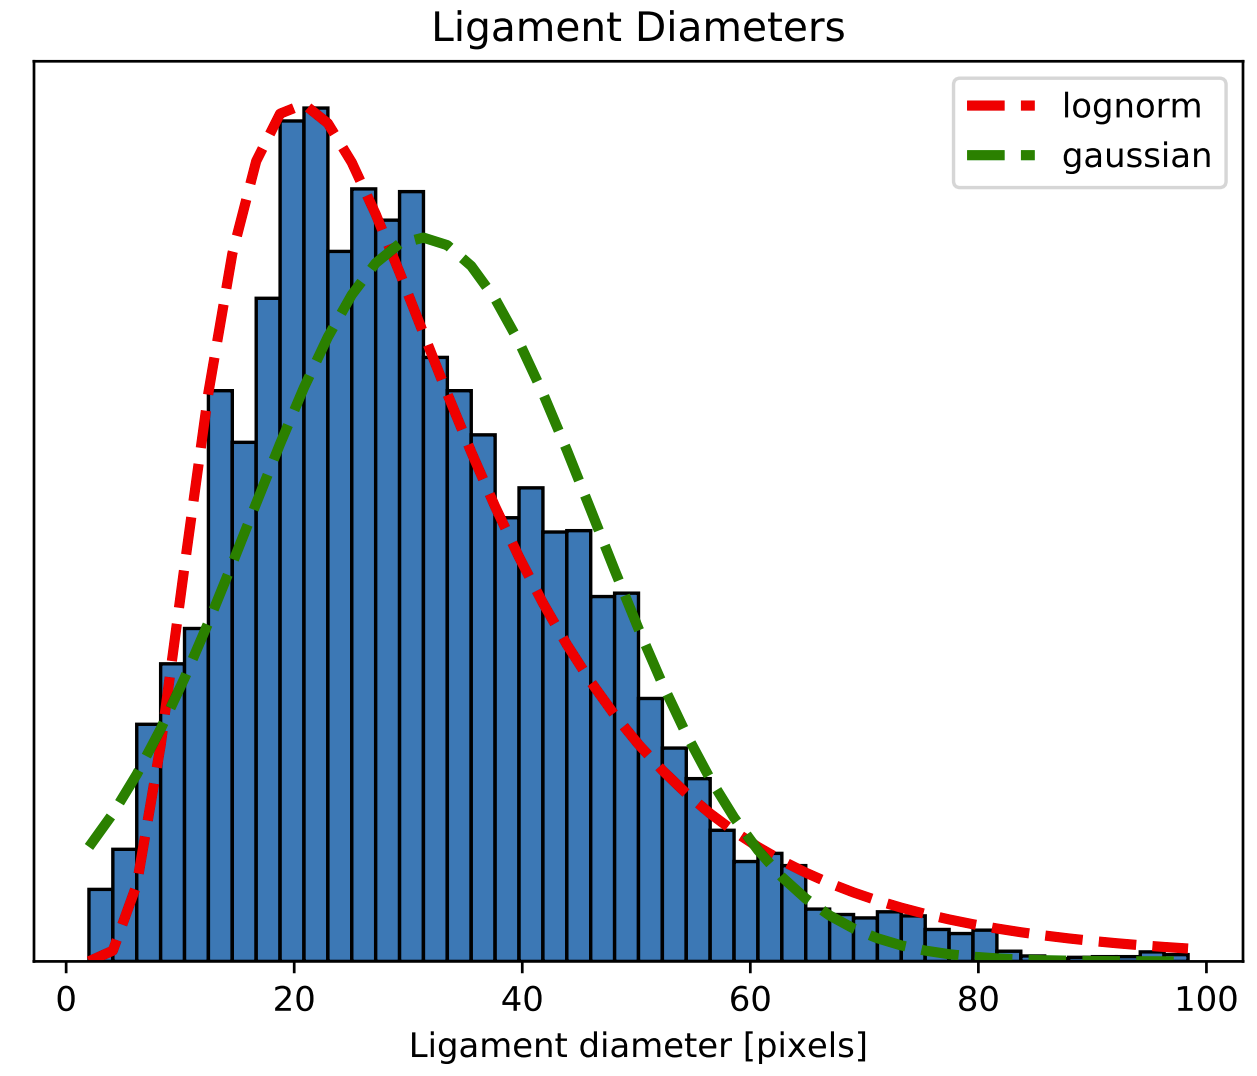 Ligament Diameters
lognorm
gaussian
0 20 40 60 80 100
Ligament diameter [pixels]